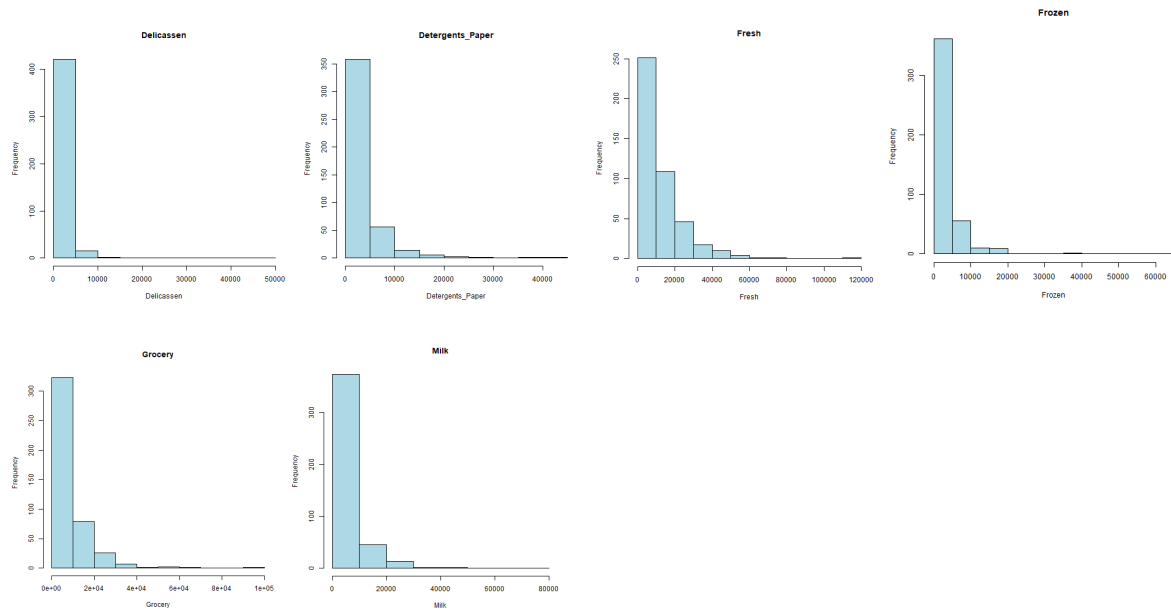 Delicassen
Frequency
0 100 200 300 400
0 10000 20000 30000 40000 50000
Delicassen
Detergents_Paper
Frequency
0 50 100 150 200 250 300 350
0 10000 20000 30000 40000
Detergents_Paper
Fresh
Frequency
0 50 100 150 200 250
0 20000 40000 60000 80000 100000 120000
Fresh
Frozen
Frequency
0 100 200 300
0 10000 20000 30000 40000 50000 60000
Frozen
Grocery
Frequency
0 50 100 150 200 250 300
0e+00 2e+04 4e+04 6e+04 8e+04 1e+05
Grocery
Milk
Frequency
0 100 200 300
0 20000 40000 60000 80000
Milk